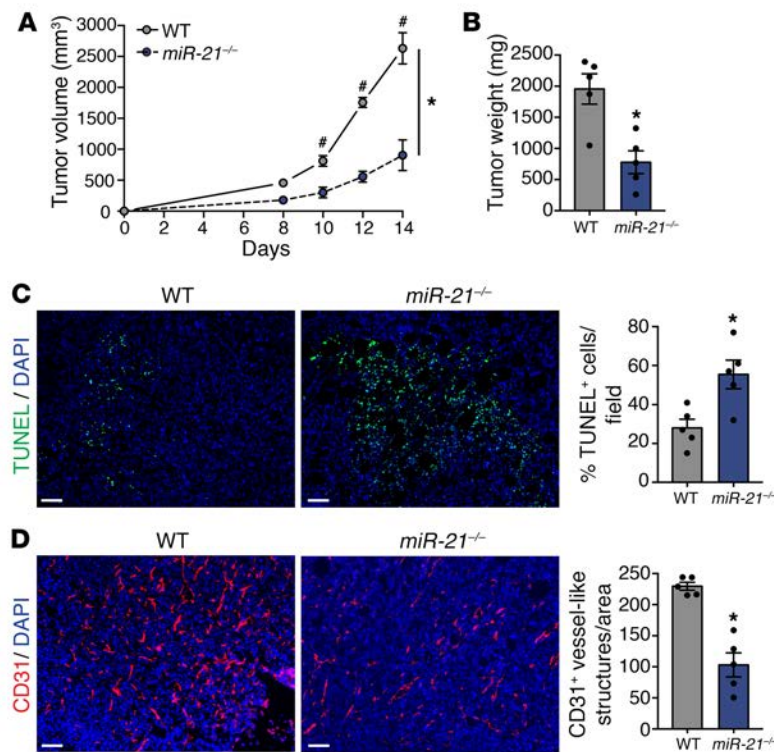 A
Tumor volume (mm³)
3000
2500
2000
1500
1000
500
0
WT
miR-21⁻/⁻
#
#
#
*
0 2 4 6 8 10 12 14
Days
B
Tumor weight (mg)
2500
2000
1500
1000
500
0
*
WT miR-21⁻/⁻
C
WT miR-21⁻/⁻
TUNEL / DAPI
% TUNEL⁺ cells/
field
80
60
40
20
0
*
WT miR-21⁻/⁻
D
WT miR-21⁻/⁻
CD31/ DAPI
CD31⁺ vessel-like
structures/area
250
200
150
100
50
0
*
WT miR-21⁻/⁻